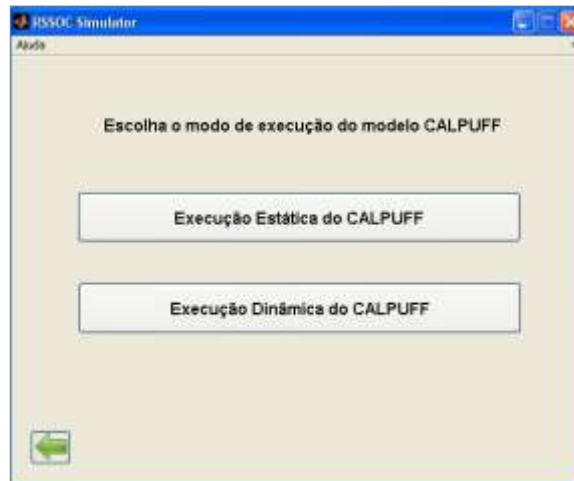 RSSOC Simulator
Ajuda
Escolha o modo de execução do modelo CALPUFF
Execução Estática do CALPUFF
Execução Dinâmica do CALPUFF